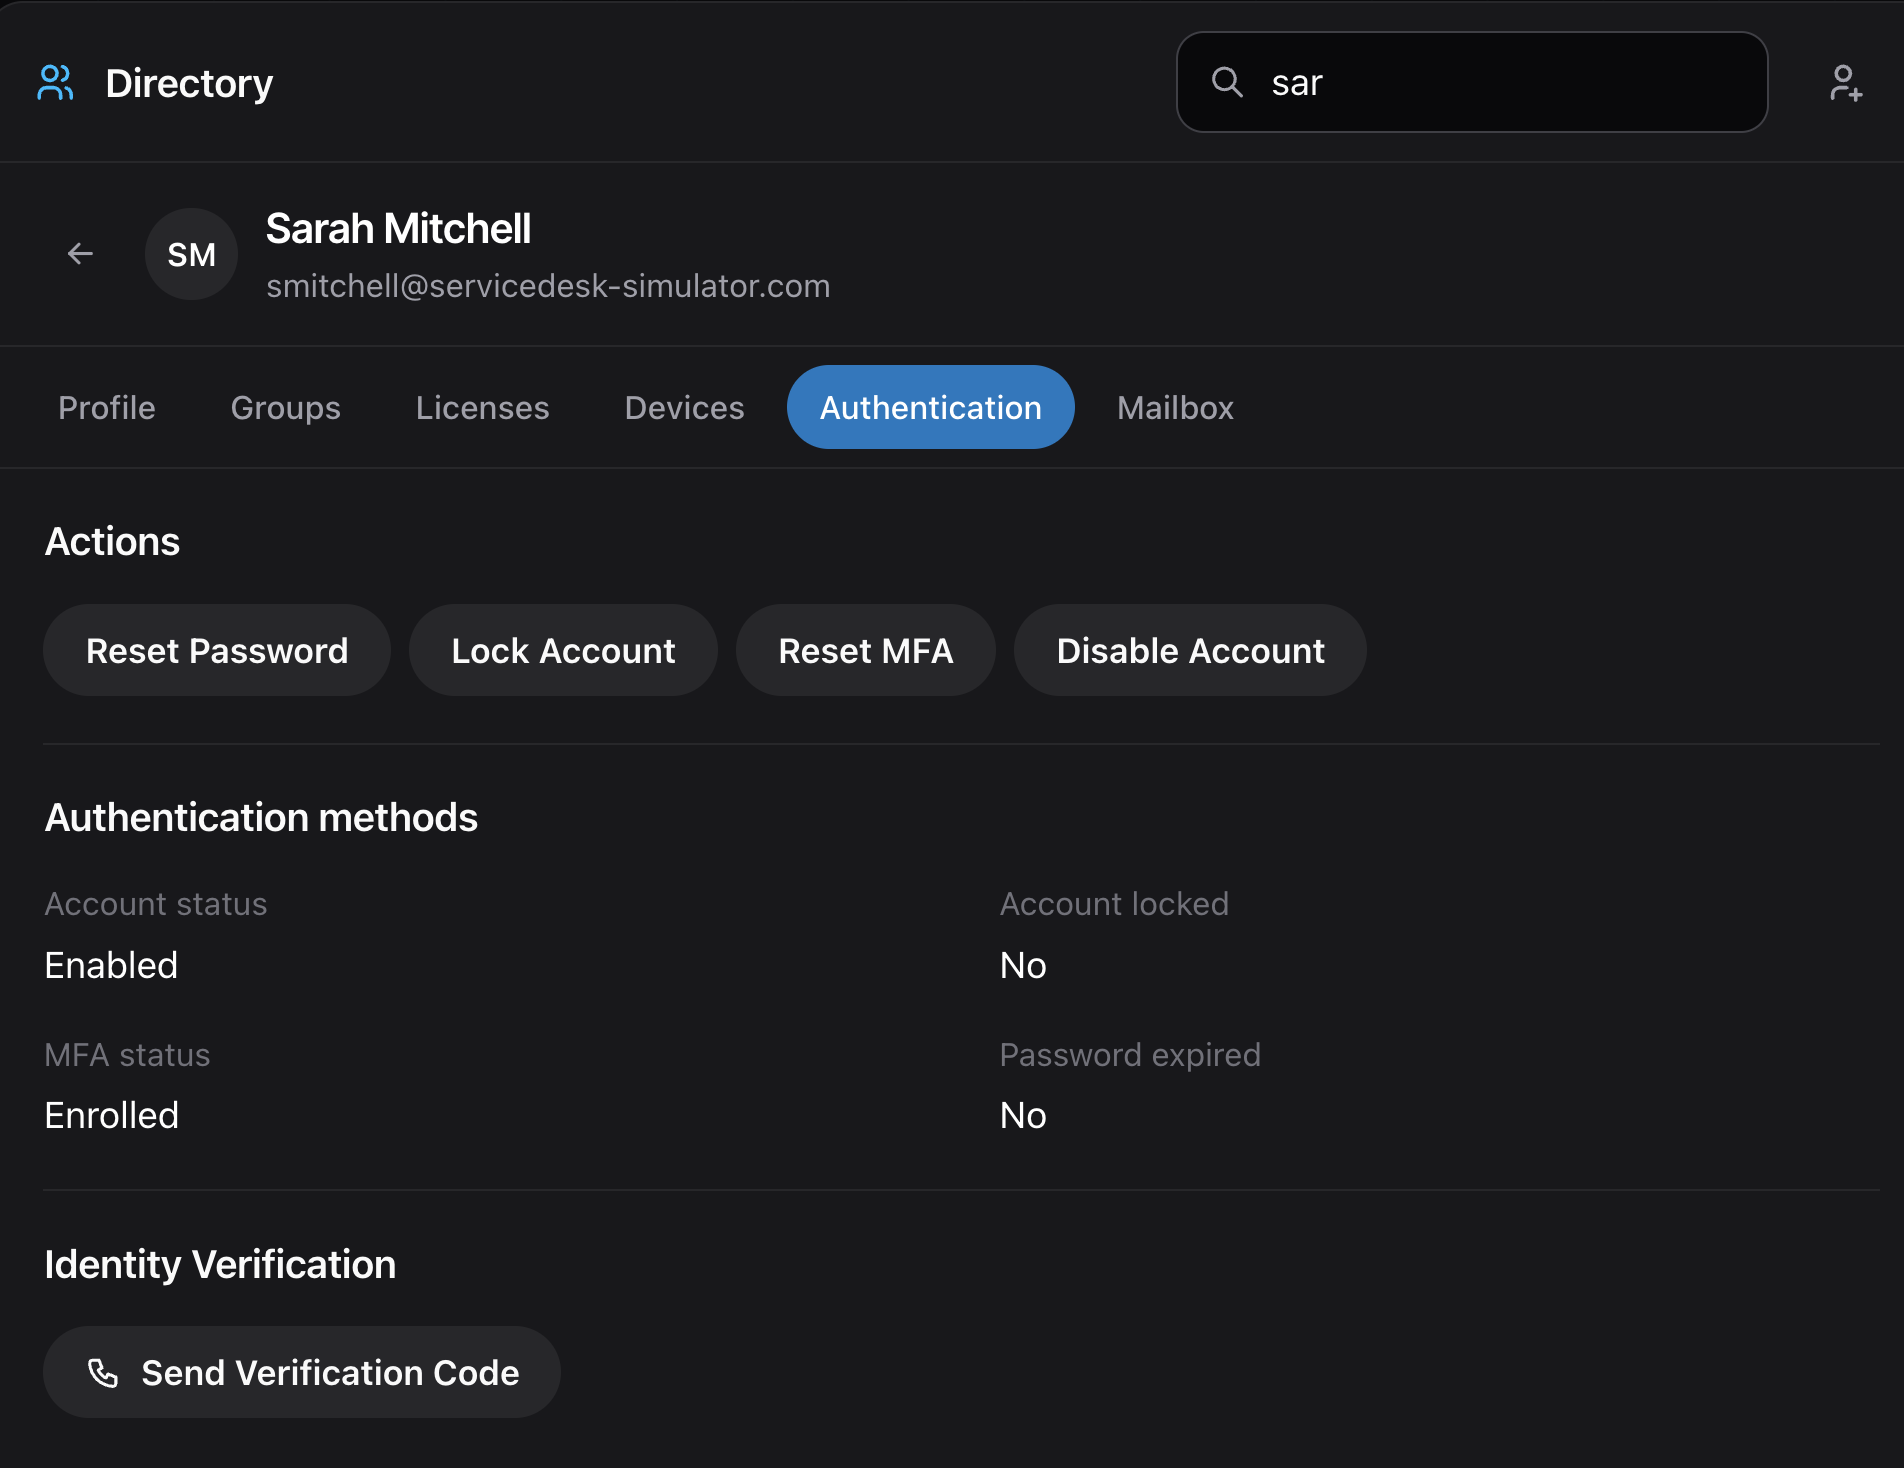 Directory
sar
SM
Sarah Mitchell
smitchell@servicedesk-simulator.com
Profile Groups Licenses Devices Authentication Mailbox
Actions
Reset Password Lock Account Reset MFA Disable Account
Authentication methods
Account status Account locked
Enabled No
MFA status Password expired
Enrolled No
Identity Verification
Send Verification Code